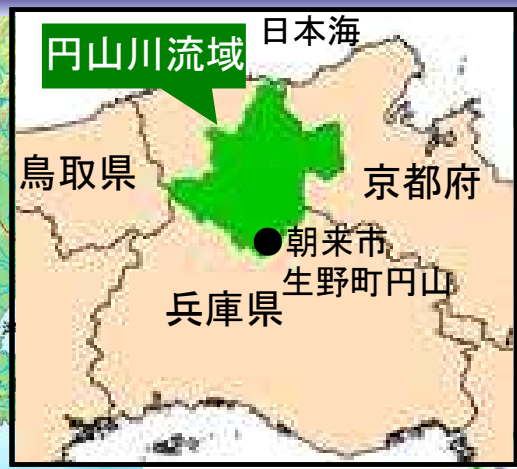 日本海
円山川流域
鳥取県
京都府
朝来市
生野町円山
兵庫県